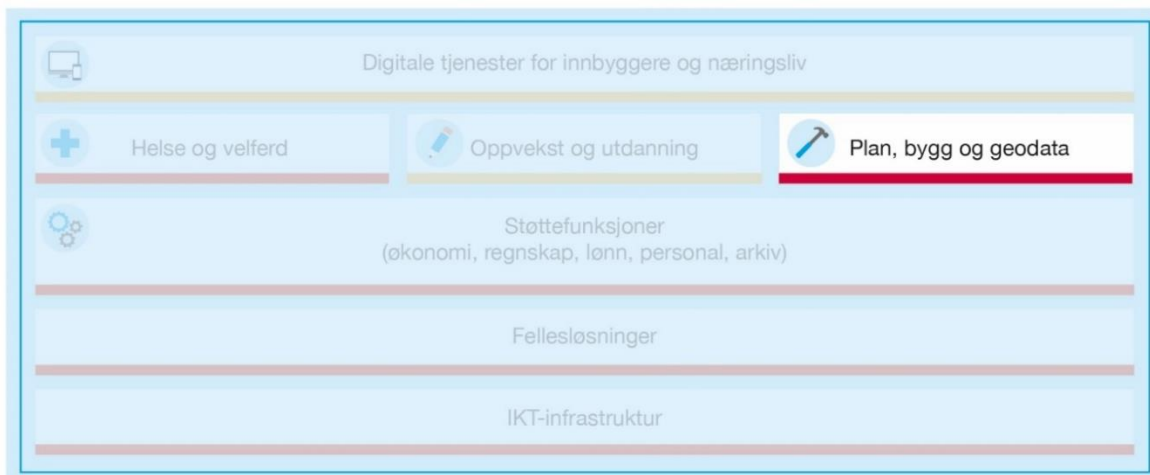 Digitale tjenester for innbyggere og næringsliv
Helse og velferd
Oppvekst og utdanning
Plan, bygg og geodata
Støttefunksjoner
(økonomi, regnskap, lønn, personal, arkiv)
Fellesløsninger
IKT-infrastruktur